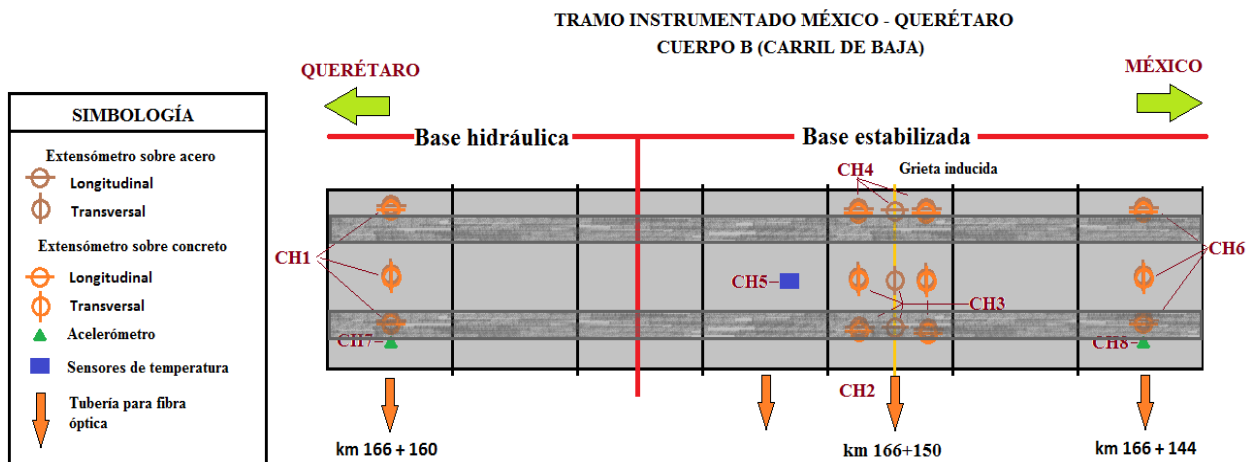 TRAMO INSTRUMENTADO MÉXICO - QUERÉTARO
CUERPO B (CARRIL DE BAJA)
QUERÉTARO
MÉXICO
SIMBOLOGÍA
Extensómetro sobre acero
Longitudinal
Transversal
Extensómetro sobre concreto
Longitudinal
Transversal
Acelerómetro
Sensores de temperatura
Tubería para fibra
óptica
Base hidráulica
Base estabilizada
CH4
Grieta inducida
CH1
CH6
CH5
CH3
CH7
CH8
CH2
km 166 + 160
km 166+150
km 166 + 144